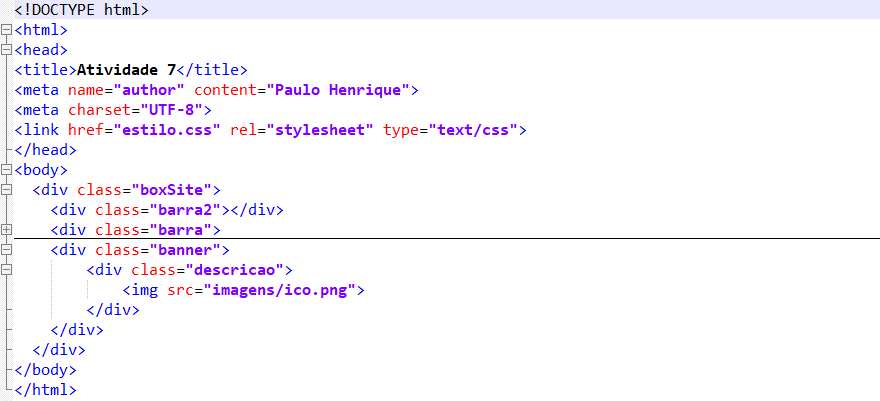 <!DOCTYPE html>
<html>
<head>
<title>Atividade 7</title>
<meta name="author" content="Paulo Henrique">
<meta charset="UTF-8">
<link href="estilo.css" rel="stylesheet" type="text/css">
</head>
<body>
<div class="boxSite">
<div class="barra2"></div>
<div class="barra">
<div class="banner">
<div class="descricao">
<img src="imagens/ico.png">
</div>
</div>
</div>
</body>
</html>